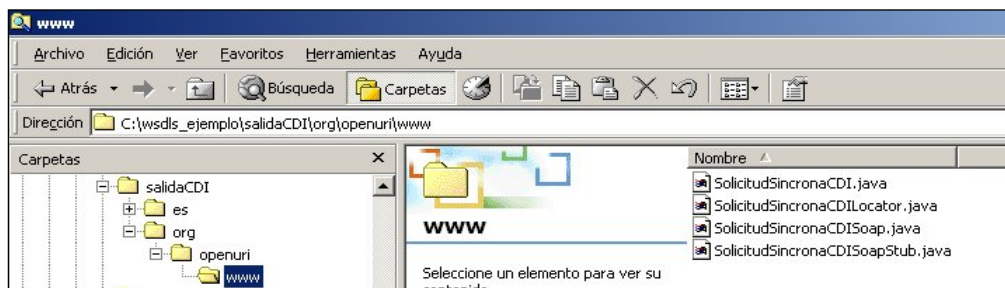 www
Archivo Edición Ver Favoritos Herramientas Ayuda
Atrás Búsqueda Carpetas
Dirección C:\wsdls_ejemplo\salidaCDI\org\openuri\www
Carpetas
salidaCDI
es
org
openuri
www
www
Seleccione un elemento para ver su
Nombre
SolicitudSincronaCDI.java
SolicitudSincronaCDILocator.java
SolicitudSincronaCDISoap.java
SolicitudSincronaCDISoapStub.java